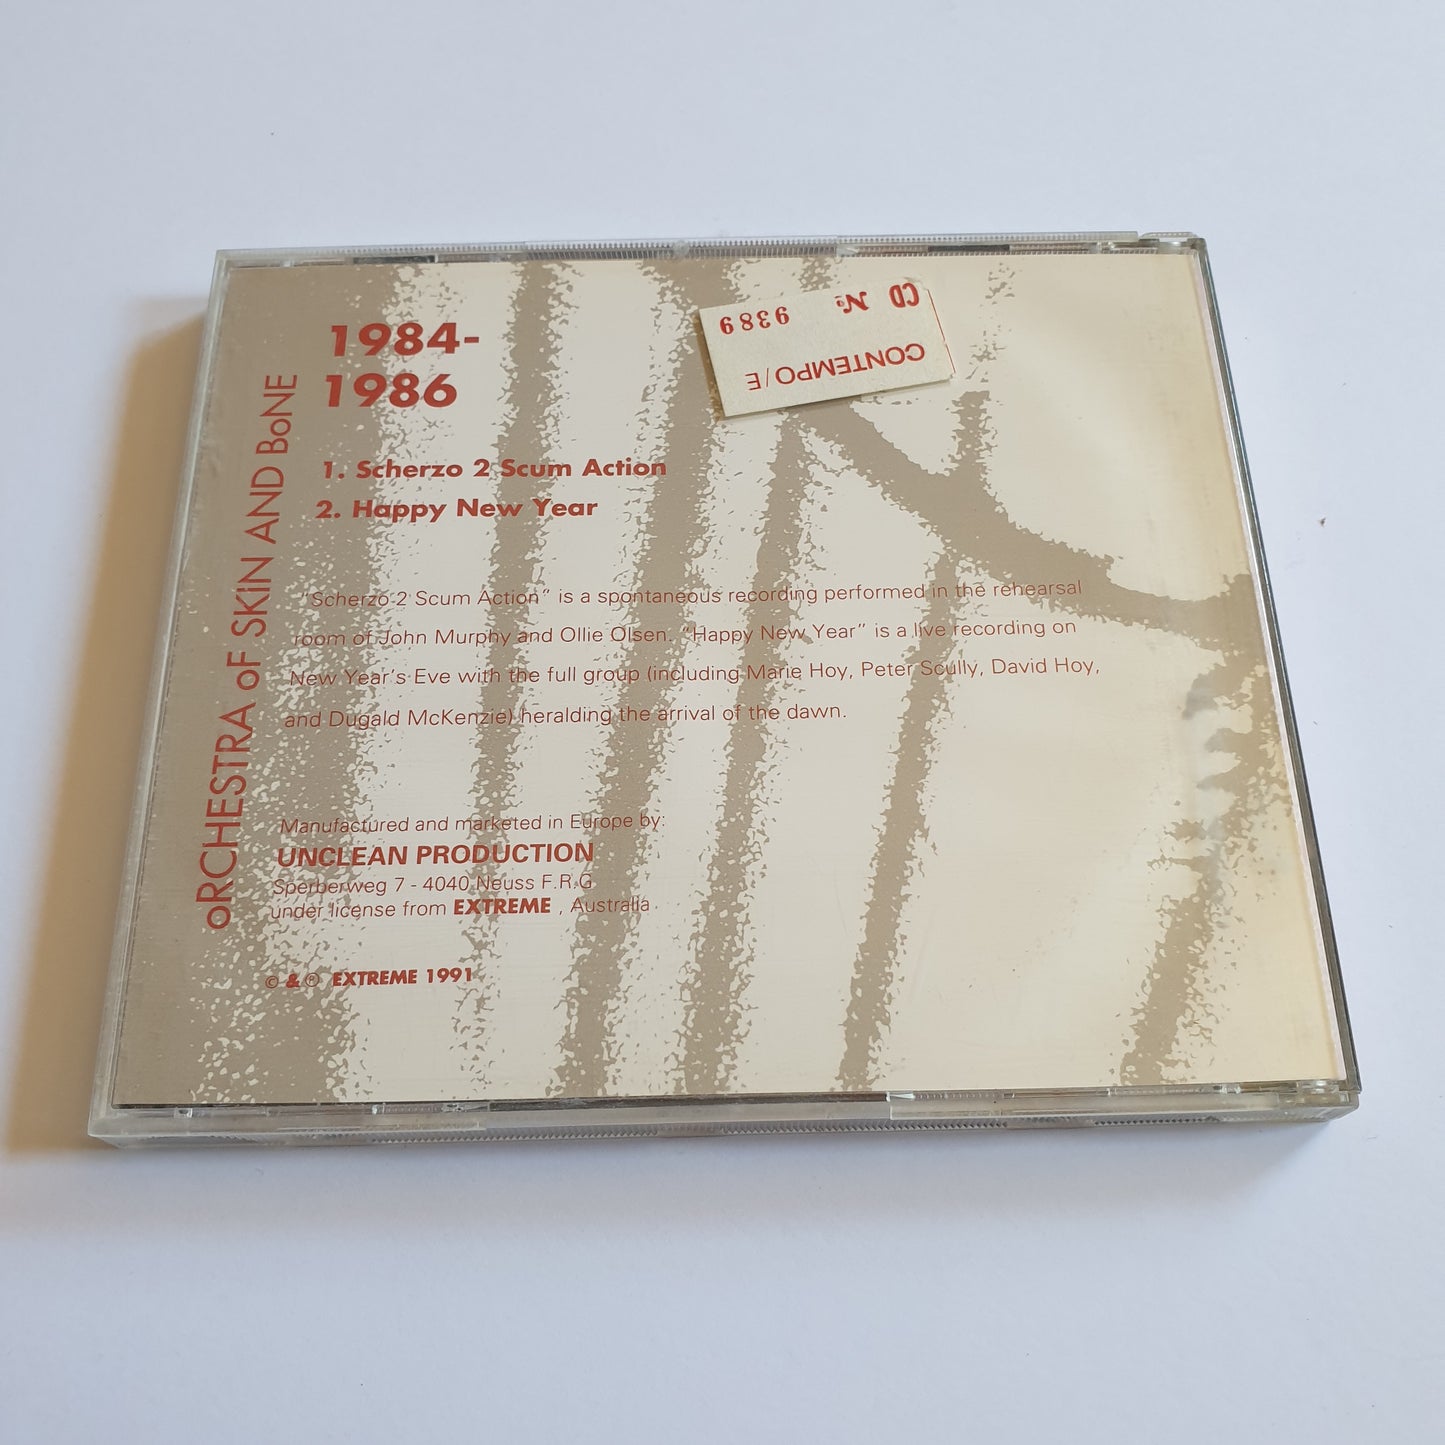 1984-
1986
oRCHESTRA oF SKiN AND BoNE
1. Scherzo 2 Scum Action
2. Happy New Year
"Scherzo 2 Scum Action" is a spontaneous recording performed in the rehearsal
room of John Murphy and Ollie Olsen. "Happy New Year" is a live recording on
New Year's Eve with the full group (including Marie Hoy, Peter Scully, David Hoy,
and Dugald McKenzie) heralding the arrival of the dawn.
Manufactured and marketed in Europe by:
UNCLEAN PRODUCTION
Sperberweg 7 - 4040 Neuss F.R.G
under license from EXTREME , Australia
© & ℗ EXTREME 1991
CONTEMPO/E
CD № 9389